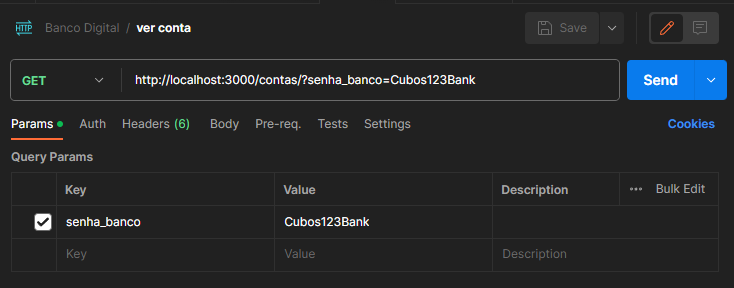 HTTP Banco Digital / ver conta Save
GET http://localhost:3000/contas/?senha_banco=Cubos123Bank Send
Params Auth Headers (6) Body Pre-req. Tests Settings Cookies
Query Params
Key Value Description Bulk Edit
senha_banco Cubos123Bank
Key Value Description